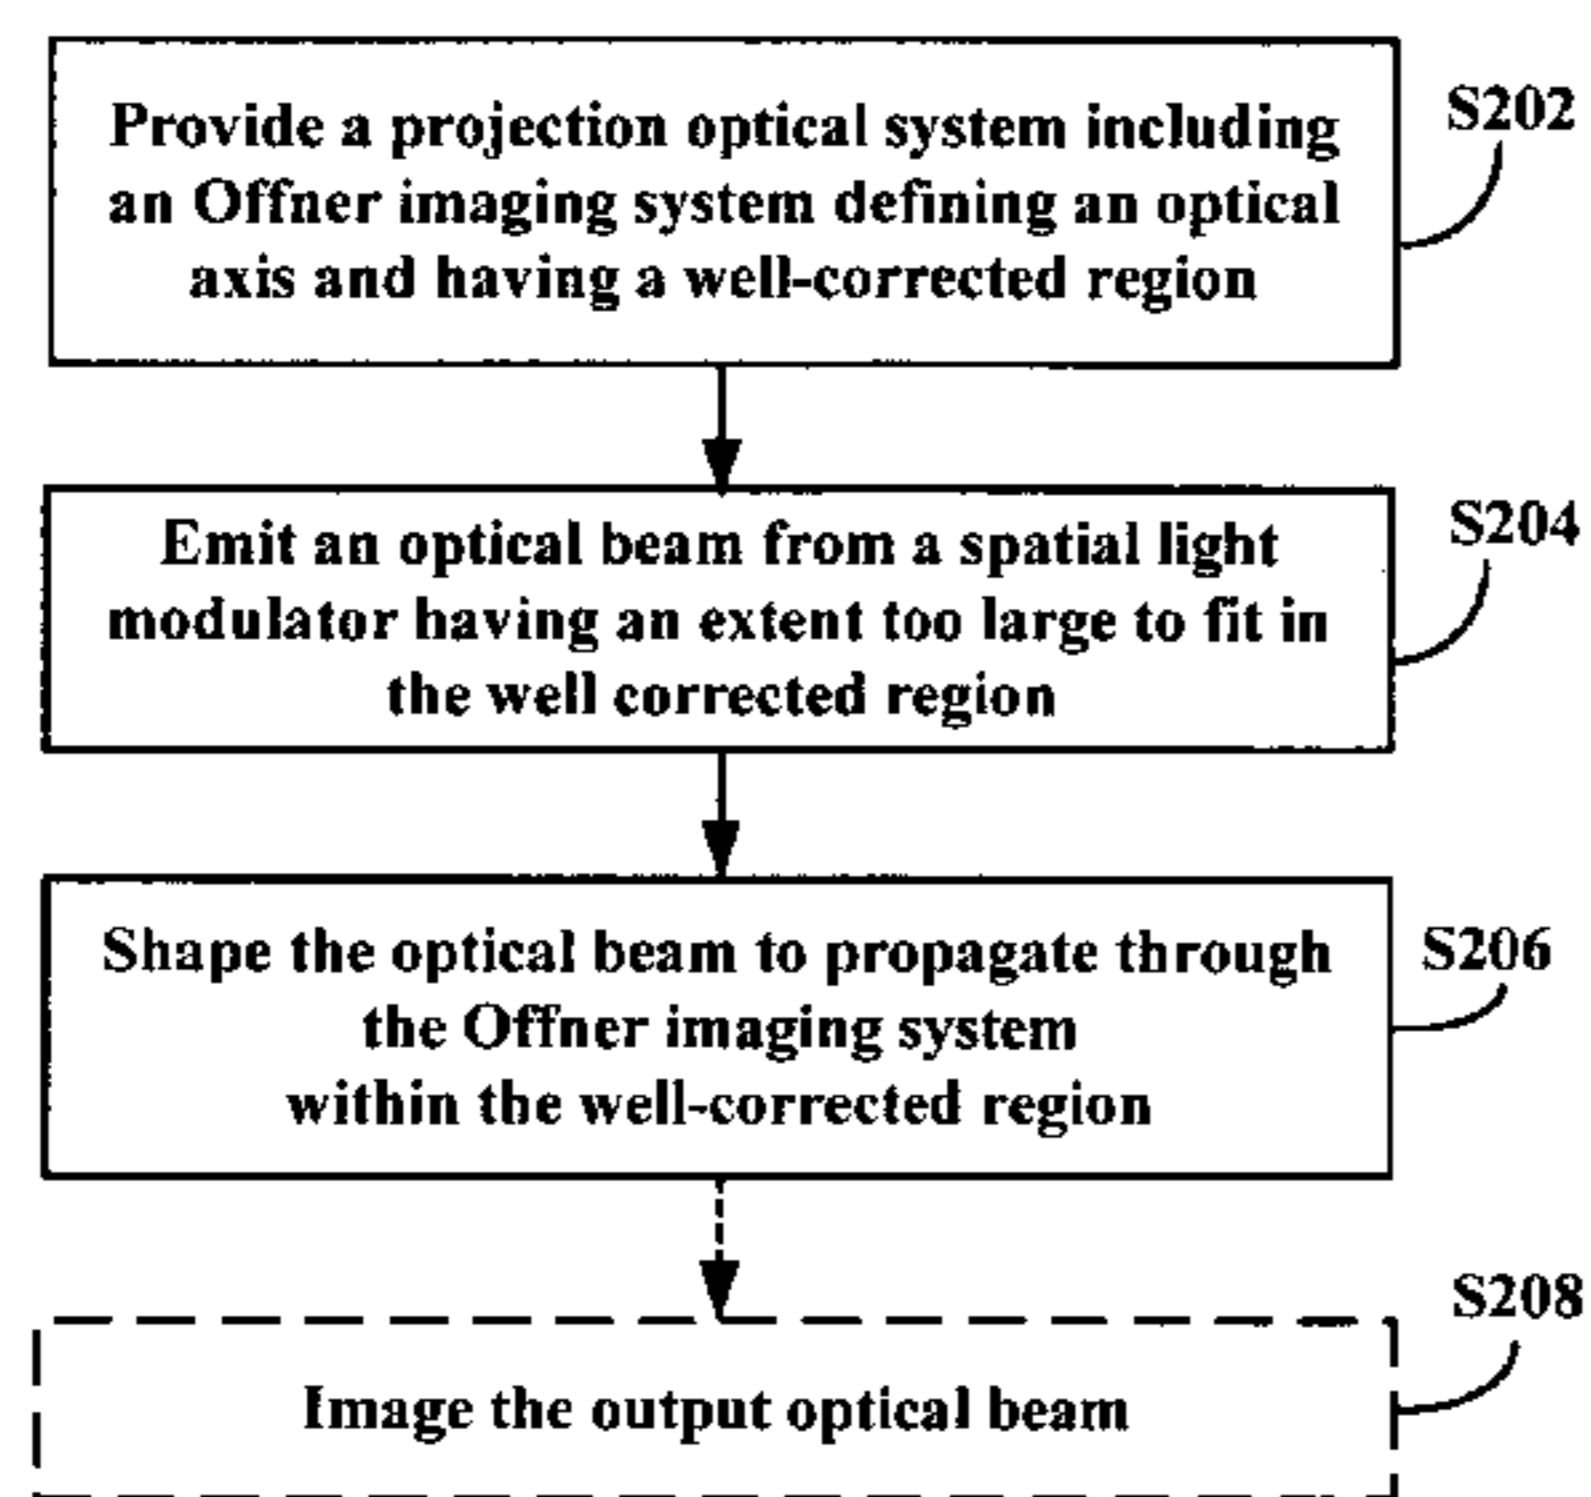 Provide a projection optical system including
S202
an Offner imaging system defining an optical
axis and having a well-corrected region
Emit an optical beam from a spatial light
S204
modulator having an extent too large to fit in
the well corrected region
Shape the optical beam to propagate through
S206
the Offner imaging system
within the well-corrected region
S208
Image the output optical beam